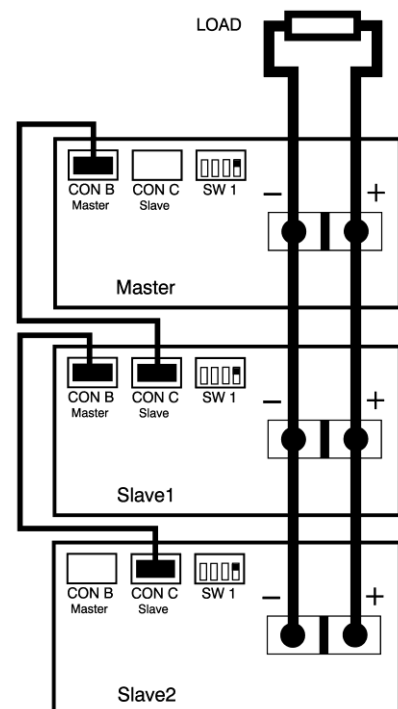 LOAD
CON B CON C SW 1 − +
Master Slave
Master
CON B CON C SW 1 − +
Master Slave
Slave1
CON B CON C SW 1 − +
Master Slave
Slave2